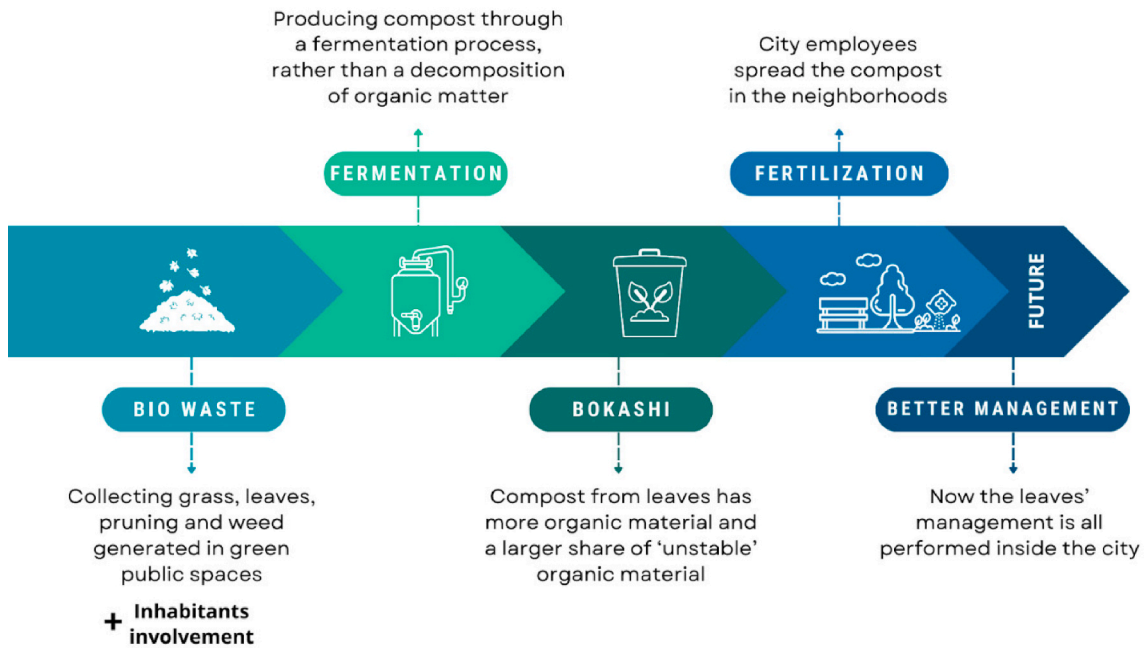 Producing compost through
a fermentation process,
rather than a decomposition
of organic matter
City employees
spread the compost
in the neighborhoods
FERMENTATION
FERTILIZATION
FUTURE
BIO WASTE
BOKASHI
BETTER MANAGEMENT
Collecting grass, leaves,
pruning and weed
generated in green
public spaces
+ Inhabitants
involvement
Compost from leaves has
more organic material and
a larger share of ‘unstable’
organic material
Now the leaves’
management is all
performed inside the city